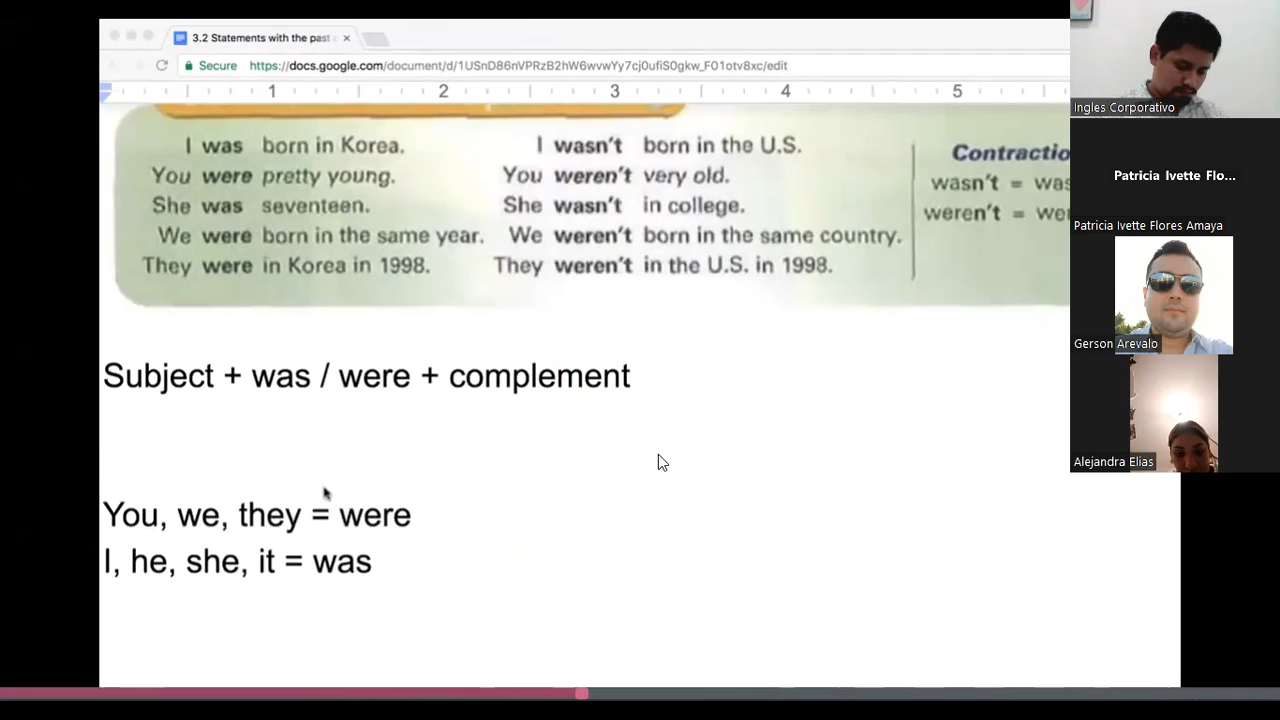 3.2 Statements with the past
Secure https://docs.google.com/document/d/1USnD86nVPRzB2hW6wvwYy7cj0ufiS0gkw_F01otv8xc/edit
1 2 3 4 5
I was born in Korea. I wasn't born in the U.S.
You were pretty young. You weren't very old.
She was seventeen. She wasn't in college.
We were born in the same year. We weren't born in the same country.
They were in Korea in 1998. They weren't in the U.S. in 1998.
Contractio
wasn't = was
weren't = wer
Subject + was / were + complement
You, we, they = were
I, he, she, it = was
Ingles Corporativo
Patricia Ivette Flo...
Patricia Ivette Flores Amaya
Gerson Arevalo
Alejandra Elias